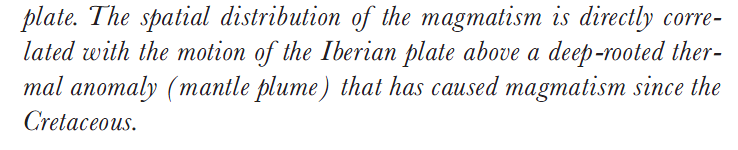 plate. The spatial distribution of the magmatism is directly corre-
lated with the motion of the Iberian plate above a deep-rooted ther-
mal anomaly (mantle plume) that has caused magmatism since the
Cretaceous.